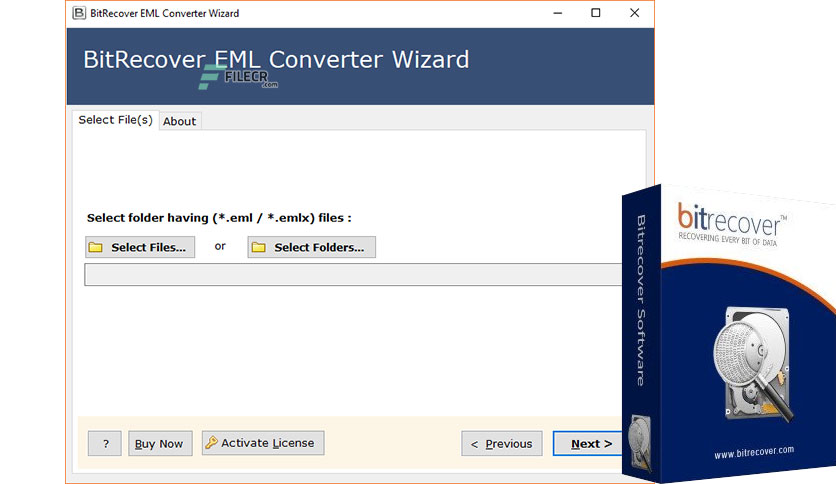 BitRecover EML Converter Wizard
BitRecover EML Converter Wizard
FILECR
.com
Select File(s) About
Select folder having (*.eml / *.emlx) files :
Select Files... or Select Folders...
? Buy Now Activate License < Previous Next >
bitrecover™
RECOVERING EVERY BIT OF DATA
Bitrecover Software
www.bitrecover.com